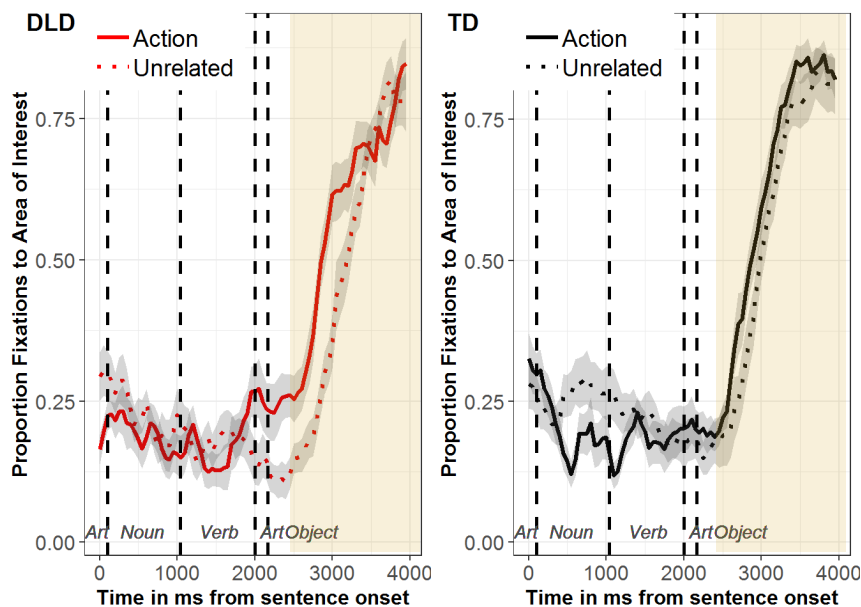 DLD
Action
Unrelated
Proportion Fixations to Area of Interest
0.75
0.50
0.25
0.00
Art Noun Verb Art Object
0 1000 2000 3000 4000
Time in ms from sentence onset
TD
Action
Unrelated
Proportion Fixations to Area of Interest
0.75
0.50
0.25
0.00
Art Noun Verb Art Object
0 1000 2000 3000 4000
Time in ms from sentence onset